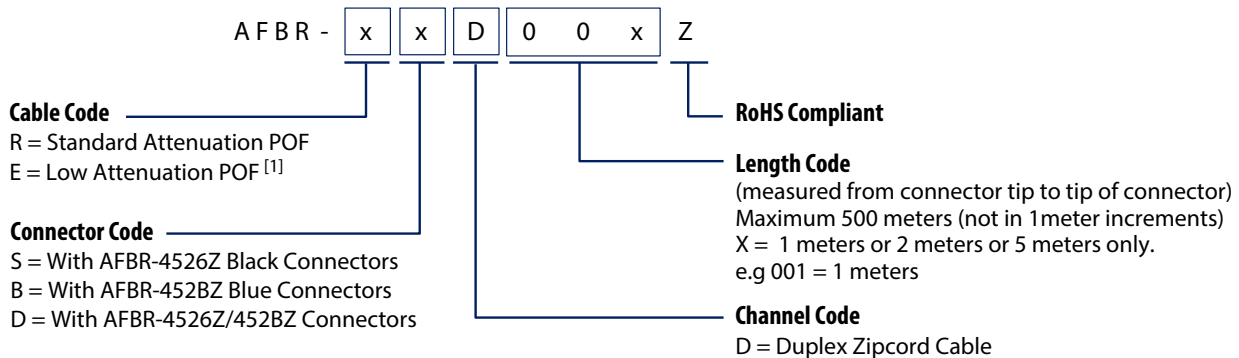 AFBR - x x D 0 0 x Z
Cable Code
R = Standard Attenuation POF
E = Low Attenuation POF [1]
Connector Code
S = With AFBR-4526Z Black Connectors
B = With AFBR-452BZ Blue Connectors
D = With AFBR-4526Z/452BZ Connectors
RoHS Compliant
Length Code
(measured from connector tip to tip of connector)
Maximum 500 meters (not in 1meter increments)
X = 1 meters or 2 meters or 5 meters only.
e.g 001 = 1 meters
Channel Code
D = Duplex Zipcord Cable